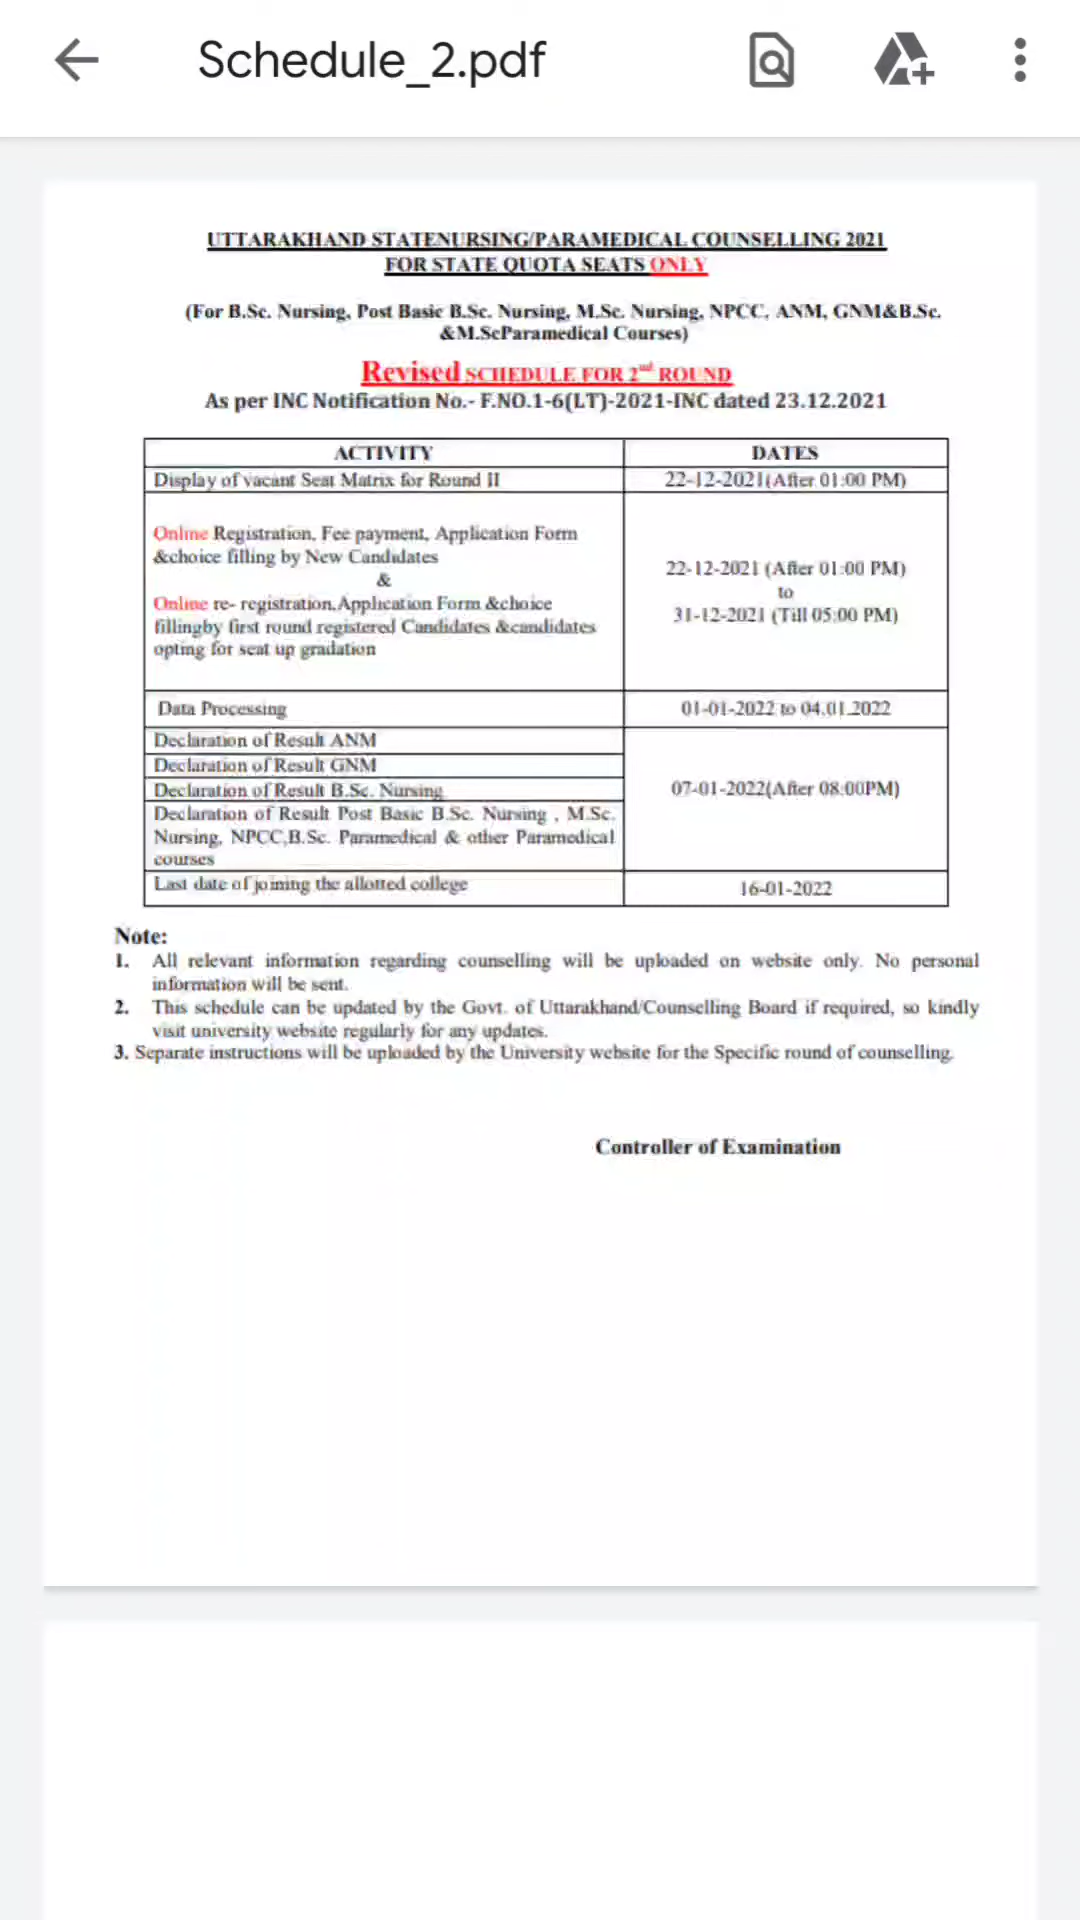 Schedule_2.pdf
UTTARAKHAND STATENURSING/PARAMEDICAL COUNSELLING 2021
FOR STATE QUOTA SEATS ONLY
(For B.Sc. Nursing, Post Basic B.Sc. Nursing, M.Sc. Nursing, NPCC, ANM, GNM&B.Sc.
&M.ScParamedical Courses)
Revised SCHEDULE FOR 2nd ROUND
As per INC Notification No.- F.NO.1-6(LT)-2021-INC dated 23.12.2021
ACTIVITY DATES
Display of vacant Seat Matrix for Round II 22-12-2021(After 01:00 PM)
Online Registration, Fee payment, Application Form
&choice filling by New Candidates
&
Online re- registration,Application Form &choice
fillingby first round registered Candidates &candidates
opting for seat up gradation
22-12-2021 (After 01:00 PM)
to
31-12-2021 (Till 05:00 PM)
Data Processing 01-01-2022 to 04.01.2022
Declaration of Result ANM
Declaration of Result GNM
Declaration of Result B.Sc. Nursing
Declaration of Result Post Basic B.Sc. Nursing , M.Sc.
Nursing, NPCC,B.Sc. Paramedical & other Paramedical
courses
07-01-2022(After 08:00PM)
Last date of joining the allotted college 16-01-2022
Note:
1. All relevant information regarding counselling will be uploaded on website only. No personal
information will be sent.
2. This schedule can be updated by the Govt. of Uttarakhand/Counselling Board if required, so kindly
visit university website regularly for any updates.
3. Separate instructions will be uploaded by the University website for the Specific round of counselling.
Controller of Examination